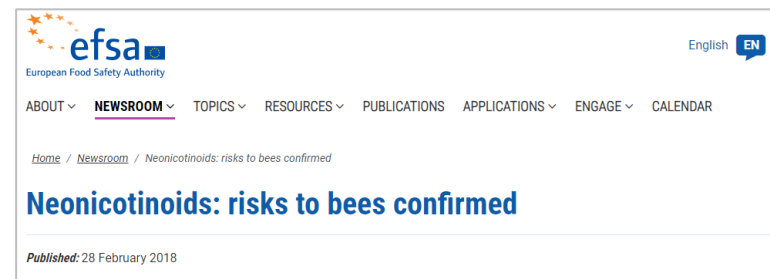 efsa
European Food Safety Authority
English EN
ABOUT NEWSROOM TOPICS RESOURCES PUBLICATIONS APPLICATIONS ENGAGE CALENDAR
Home / Newsroom / Neonicotinoids: risks to bees confirmed
Neonicotinoids: risks to bees confirmed
Published: 28 February 2018